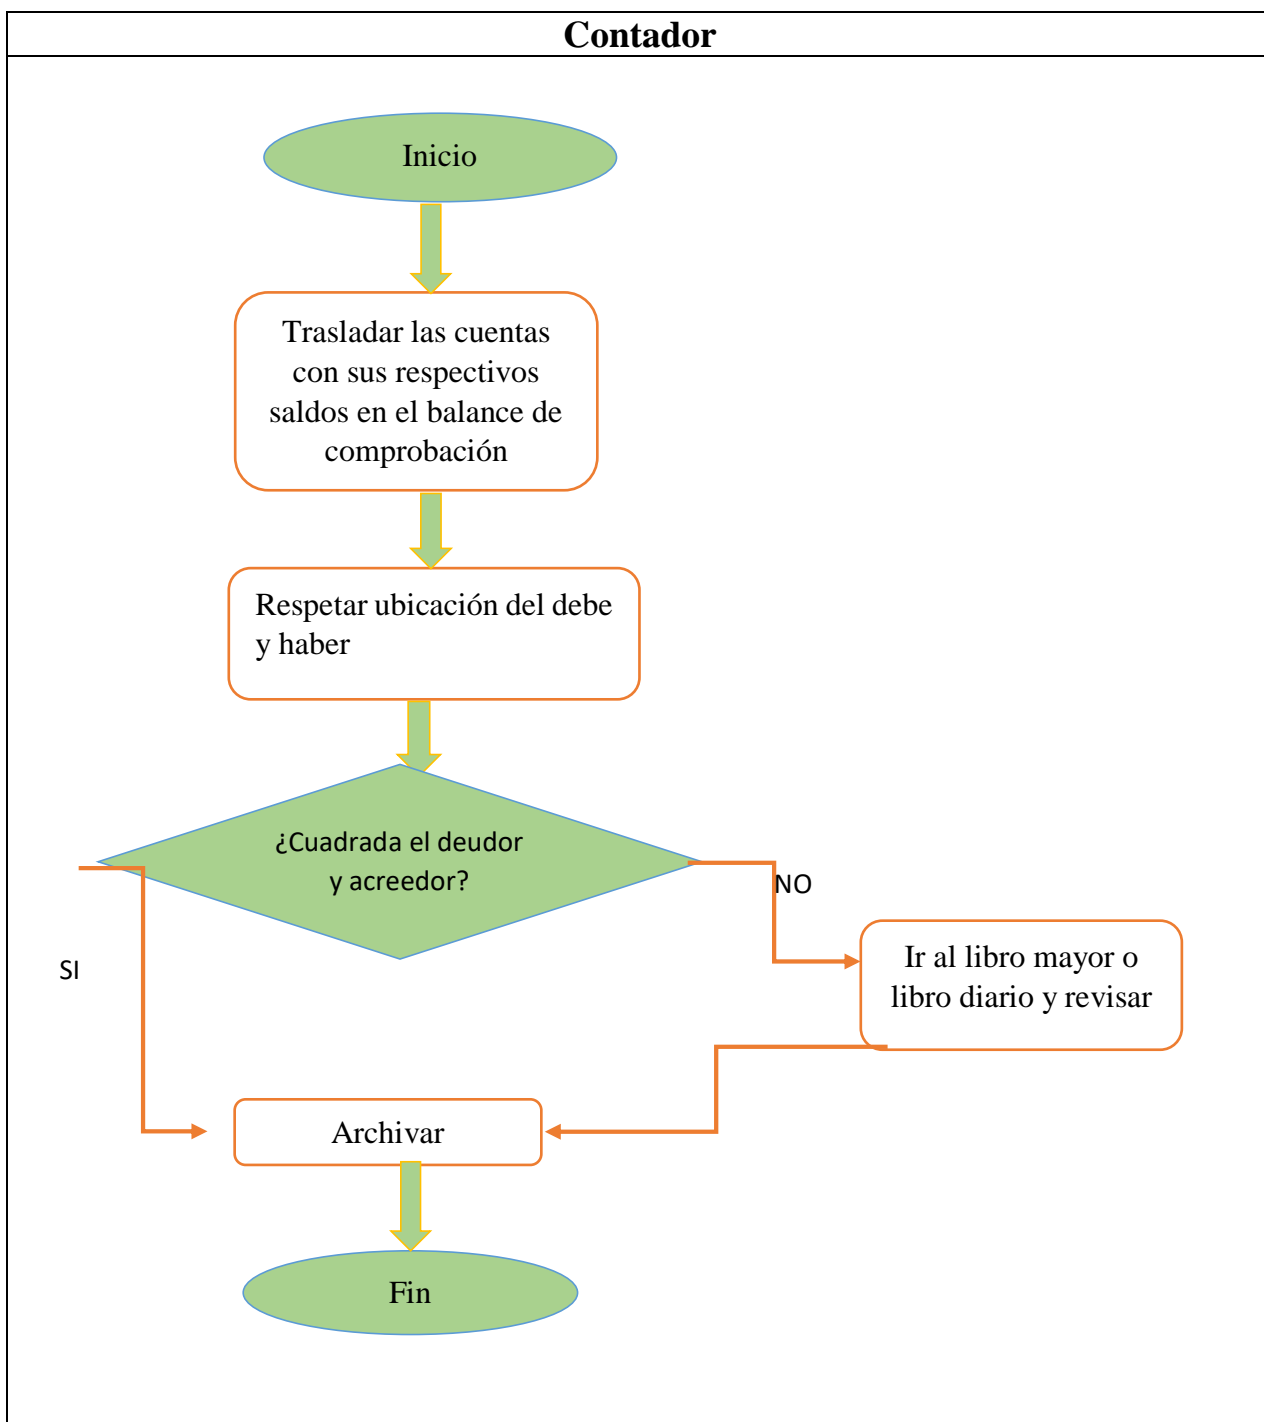 Contador
Inicio
Trasladar las cuentas
con sus respectivos
saldos en el balance de
comprobación
Respetar ubicación del debe
y haber
¿Cuadrada el deudor
y acreedor?
NO
SI
Ir al libro mayor o
libro diario y revisar
Archivar
Fin